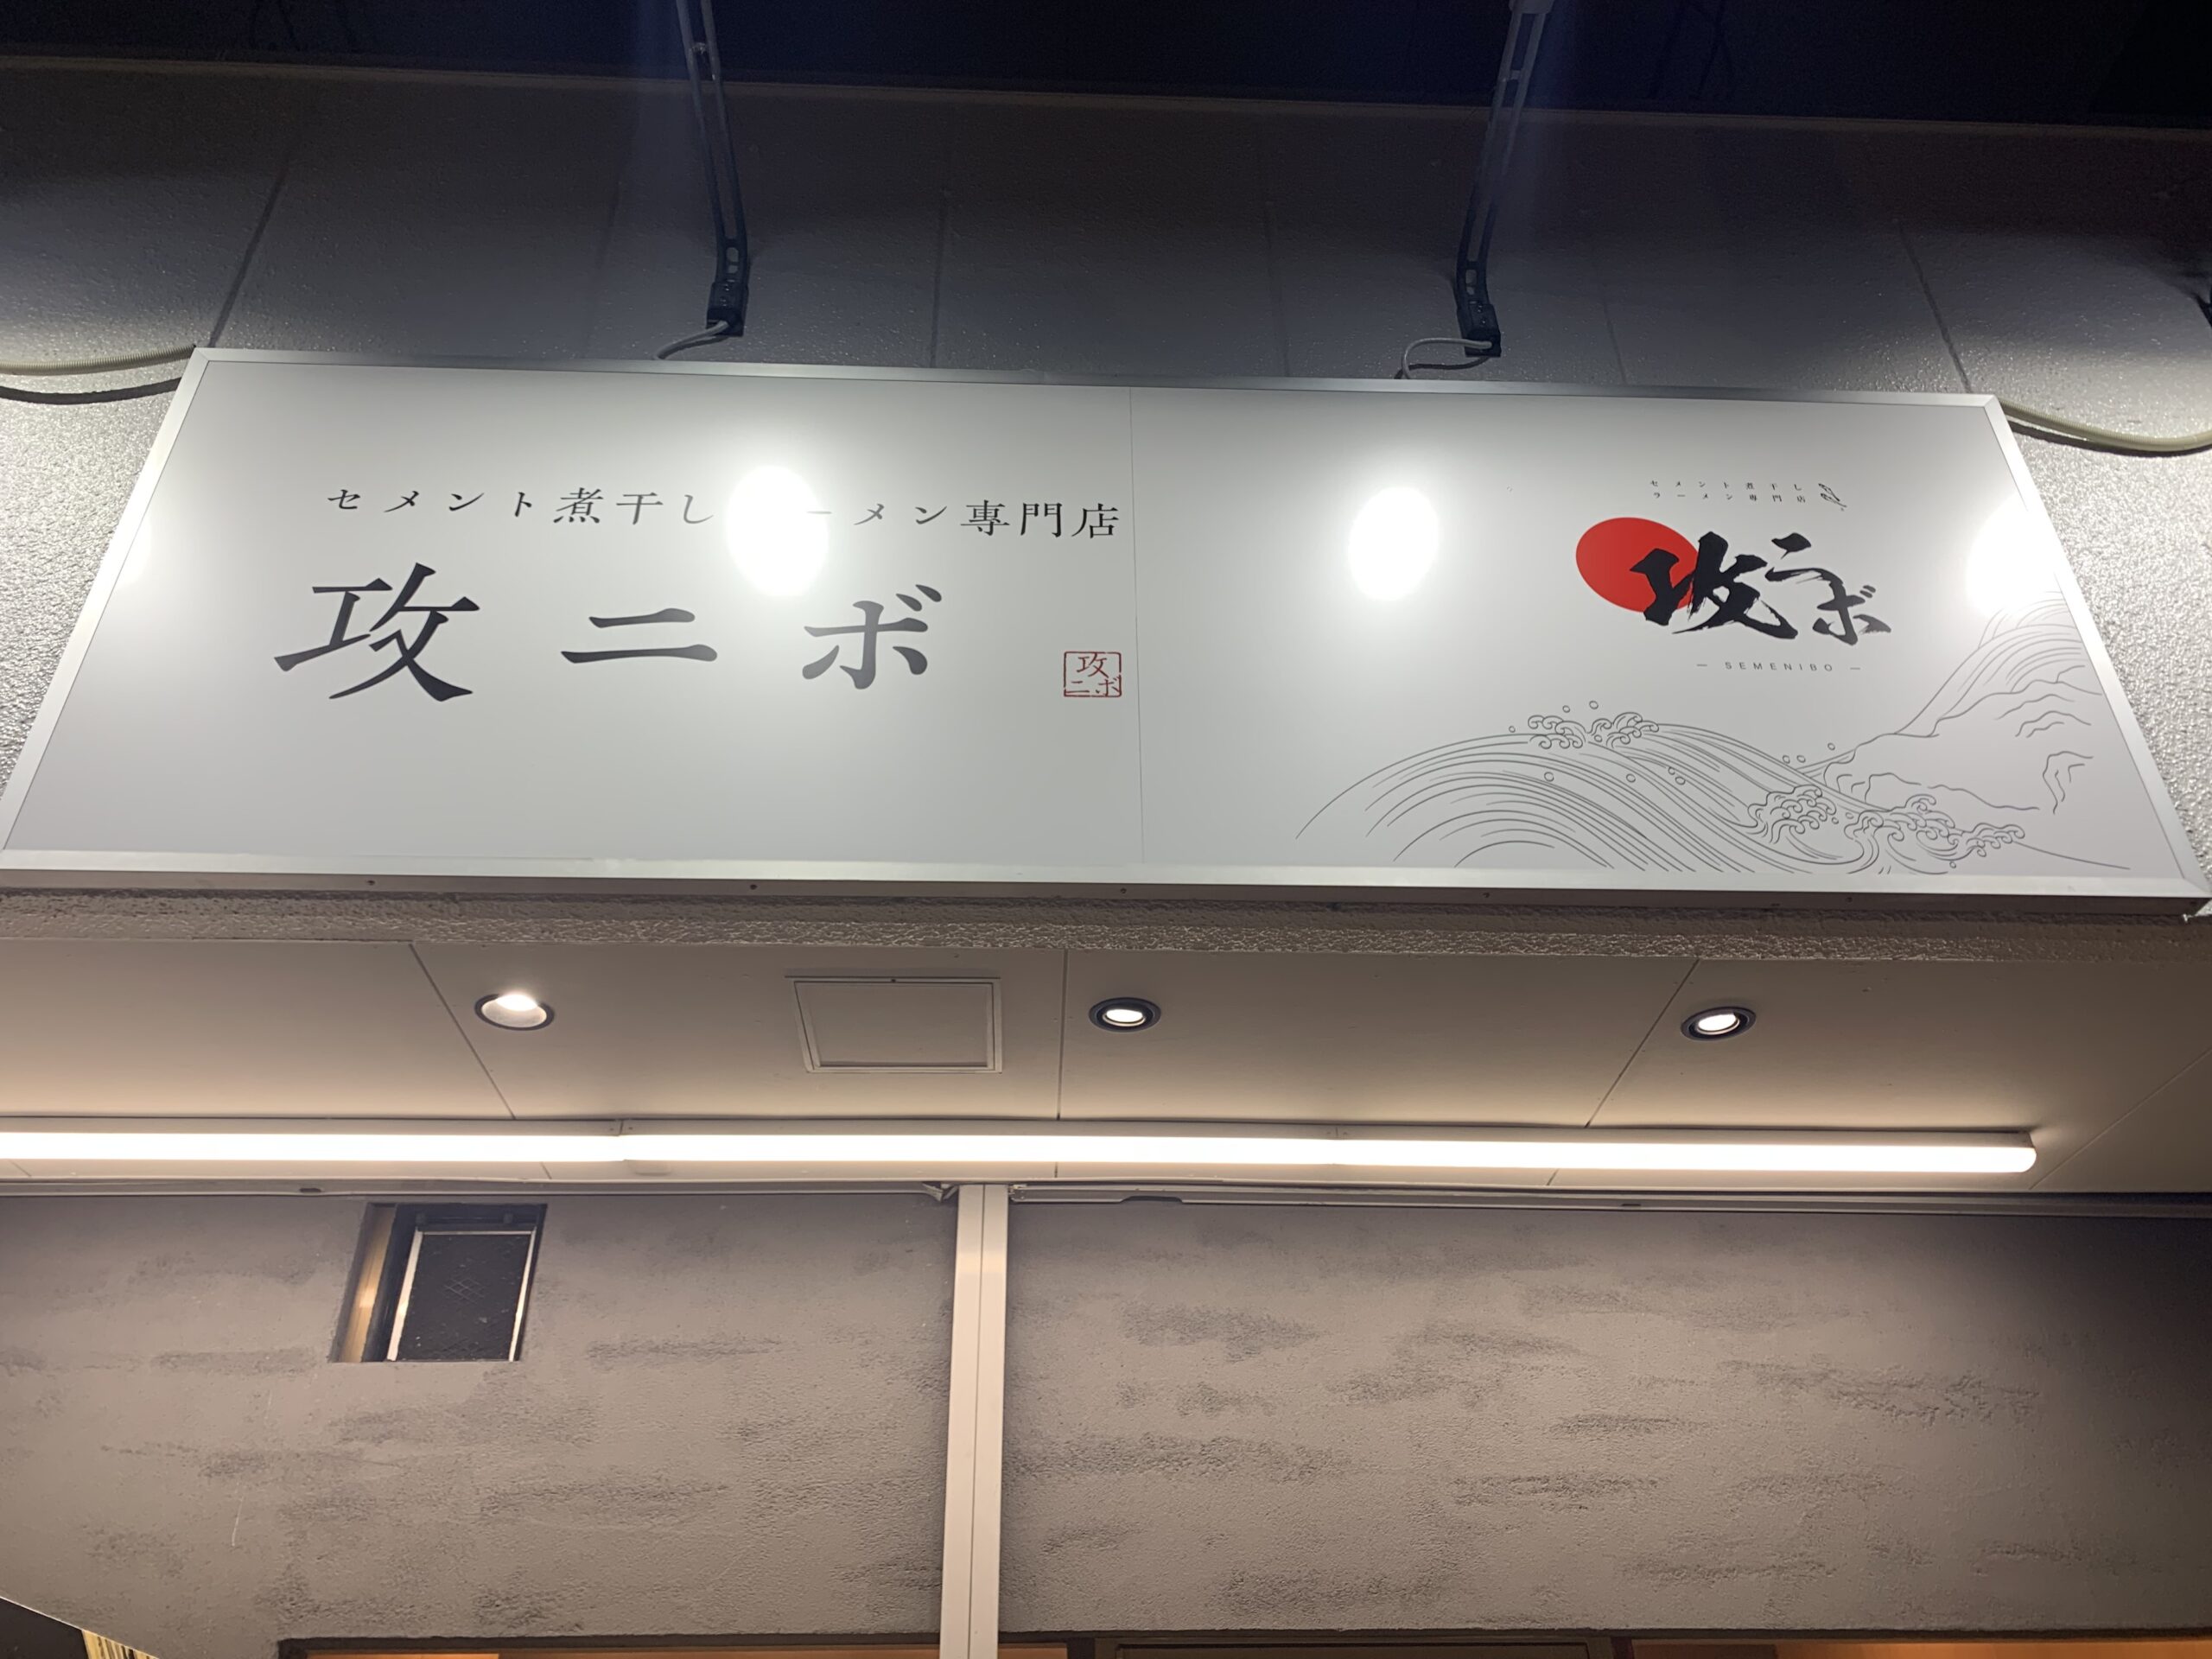 セメント煮干し ーメン專門店
攻ニボ
攻
ニボ
セメント煮干し
ラーメン専門店
攻ニボ
— SEMENIBO —